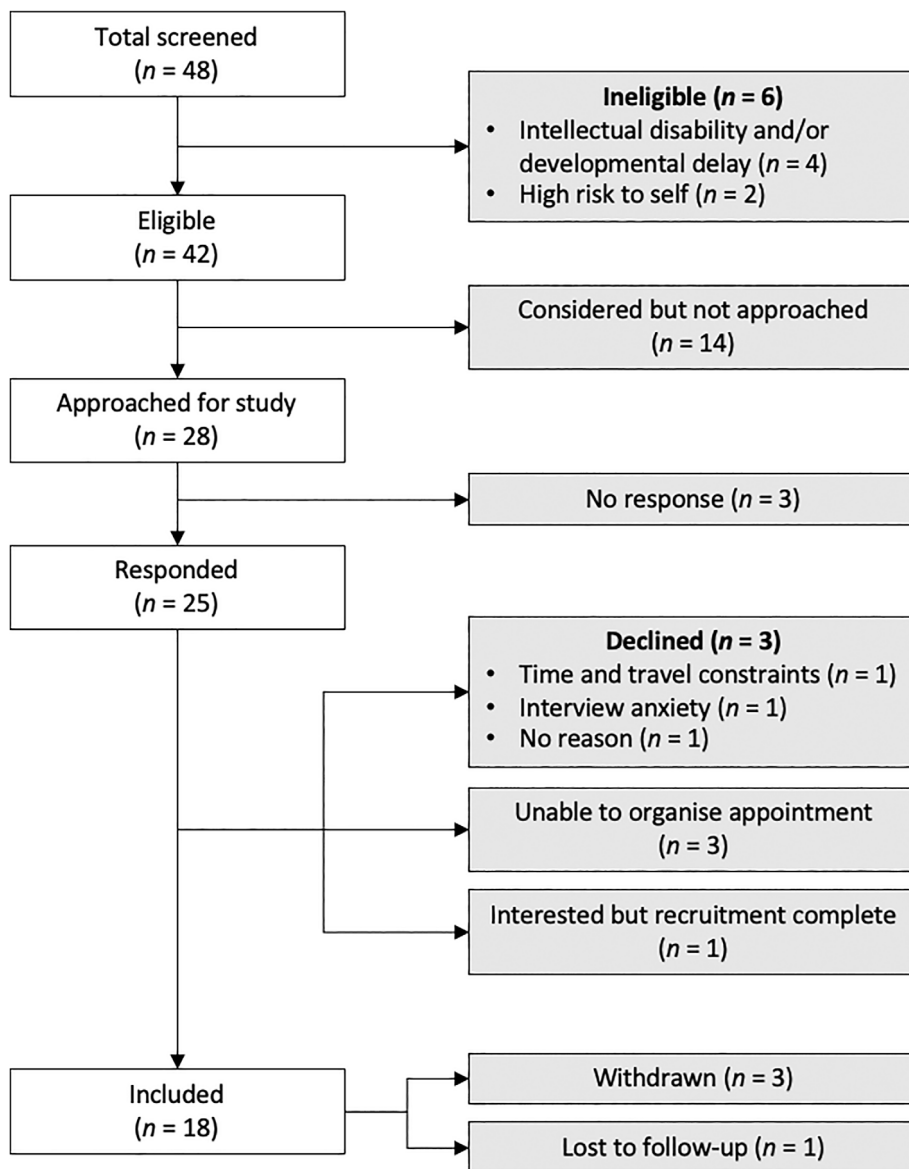 Total screened
(n = 48)
Ineligible (n = 6)
• Intellectual disability and/or
developmental delay (n = 4)
• High risk to self (n = 2)
Eligible
(n = 42)
Considered but not approached
(n = 14)
Approached for study
(n = 28)
No response (n = 3)
Responded
(n = 25)
Declined (n = 3)
• Time and travel constraints (n = 1)
• Interview anxiety (n = 1)
• No reason (n = 1)
Unable to organise appointment
(n = 3)
Interested but recruitment complete
(n = 1)
Included
(n = 18)
Withdrawn (n = 3)
Lost to follow-up (n = 1)